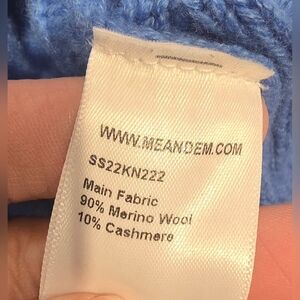 WWW.MEANDEM.COM
SS22KN222
Main Fabric
90% Merino Wool
10% Cashmere